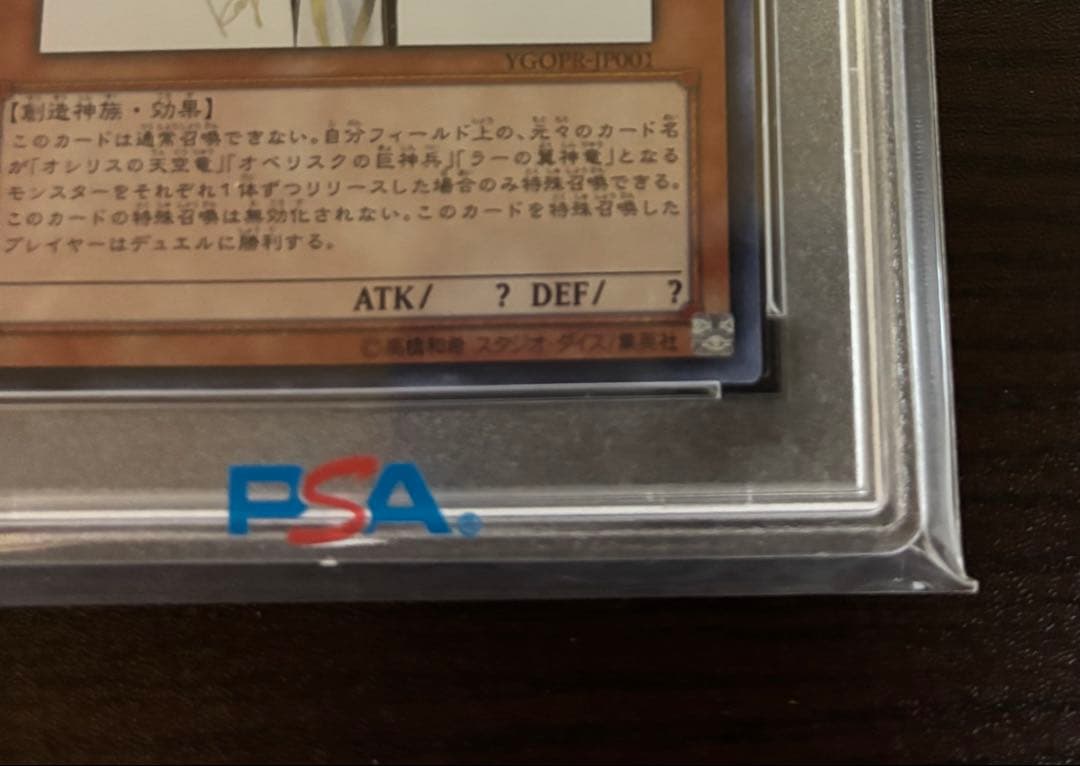 YGOPR-JP001
【創造神族・効果】
このカードは通常召喚できない。自分フィールド上の、元々のカード名
が「オシリスの天空竜」「オベリスクの巨神兵」「ラーの翼神竜」となる
モンスターをそれぞれ1体ずつリリースした場合のみ特殊召喚できる。
このカードの特殊召喚は無効化されない。このカードを特殊召喚した
プレイヤーはデュエルに勝利する。
ATK/ ? DEF/ ?
©高橋和希 スタジオ・ダイス/集英社
PSA®